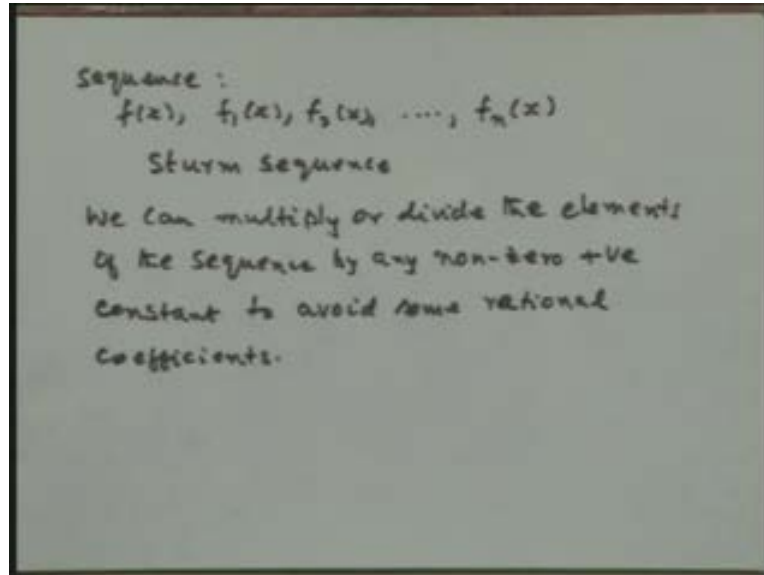 Sequence :
f(x), f₁(x), f₂(x), ...., fₙ(x)
Sturm sequence
We can multiply or divide the elements
of the sequence by any non-zero +ve
constant to avoid some rational
coefficients.